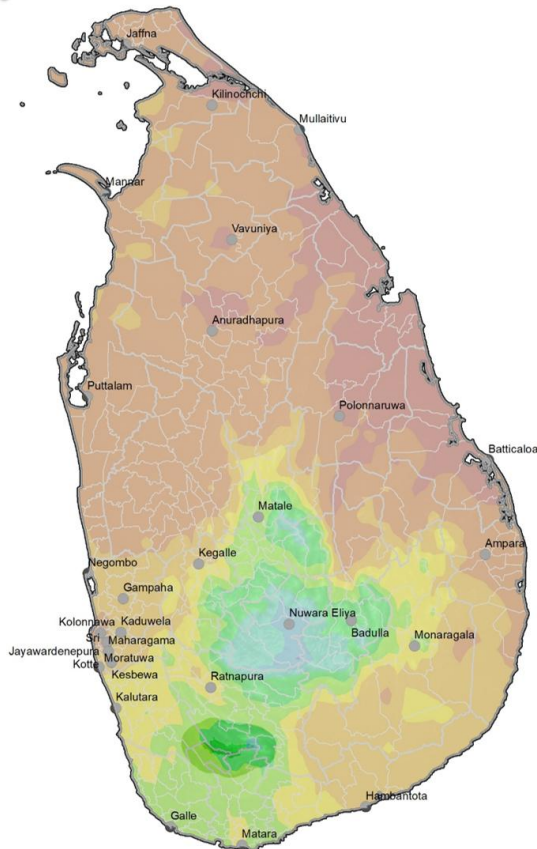 Jaffna
Kilinochchi
Mullaitivu
Mannar
Vavuniya
Anuradhapura
Puttalam
Polonnaruwa
Batticaloa
Matale
Ampara
Kegalle
Negombo
Gampaha
Nuwara Eliya
Kolonnawa Kaduwela
Badulla
Sri Maharagama
Monaragala
Jayawardenepura
Moratuwa
Kotte
Kesbewa
Ratnapura
Kalutara
Hambantota
Galle
Matara